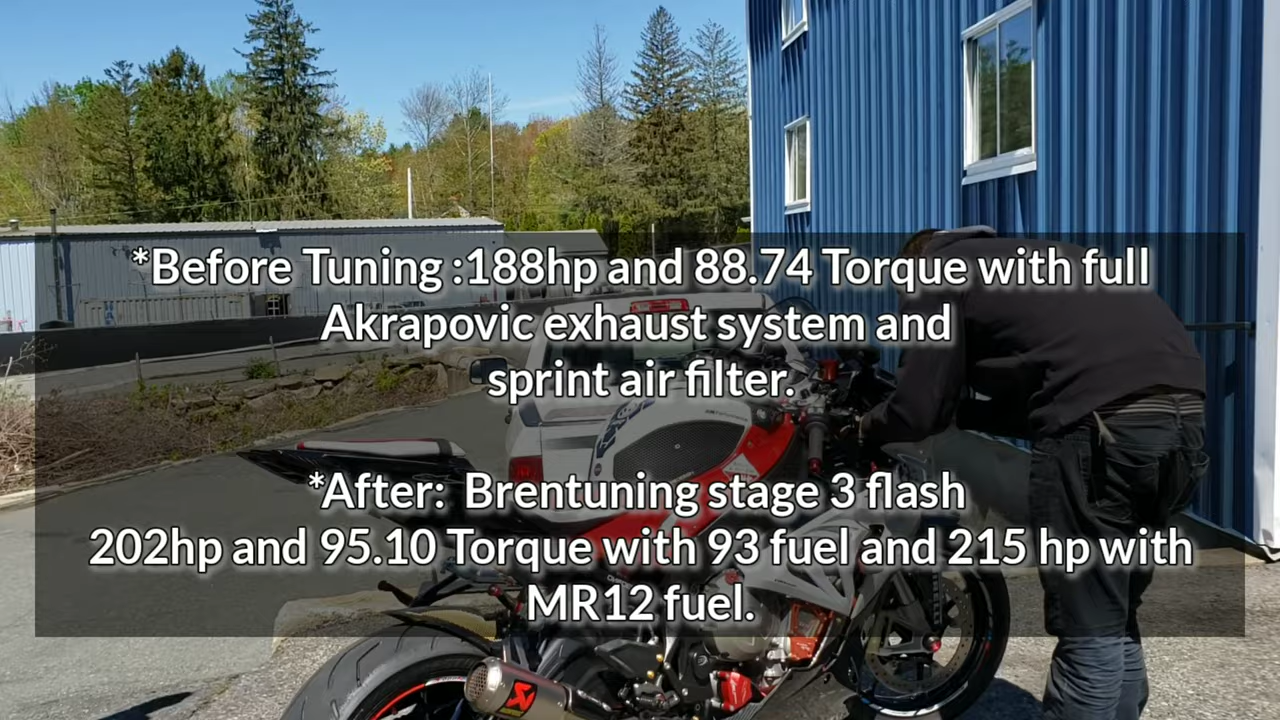 *Before Tuning :188hp and 88.74 Torque with full
Akrapovic exhaust system and
sprint air filter.
*After:  Brentuning stage 3 flash
202hp and 95.10 Torque with 93 fuel and 215 hp with
MR12 fuel.